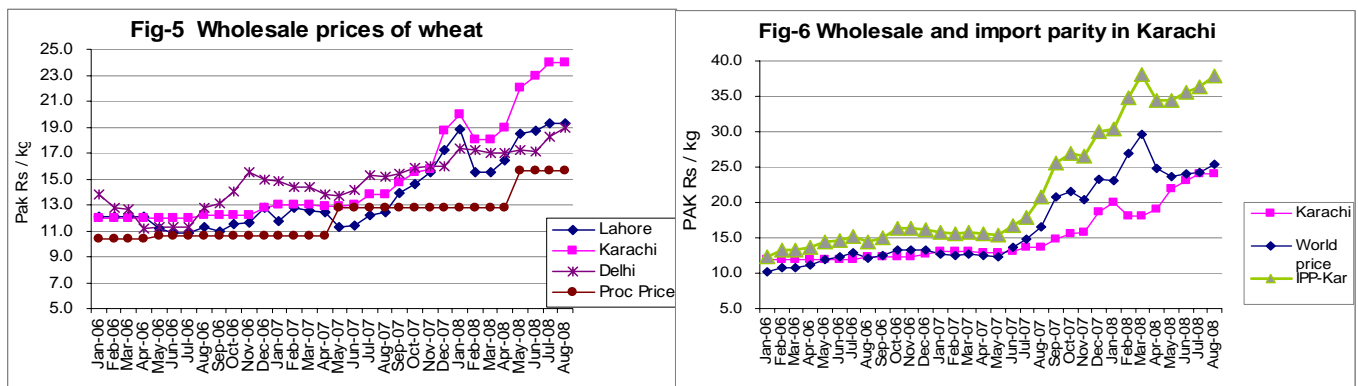 Fig-5 Wholesale prices of wheat
Pak Rs / kg
25.0
23.0
21.0
19.0
17.0
15.0
13.0
11.0
9.0
7.0
5.0
Jan-06
Feb-06
Mar-06
Apr-06
May-06
Jun-06
Jul-06
Aug-06
Sep-06
Oct-06
Nov-06
Dec-06
Jan-07
Feb-07
Mar-07
Apr-07
May-07
Jun-07
Jul-07
Aug-07
Sep-07
Oct-07
Nov-07
Dec-07
Jan-08
Feb-08
Mar-08
Apr-08
May-08
Jun-08
Jul-08
Aug-08
Lahore
Karachi
Delhi
Proc Price
Fig-6 Wholesale and import parity in Karachi
PAK Rs / kg
40.0
35.0
30.0
25.0
20.0
15.0
10.0
5.0
Jan-06
Feb-06
Mar-06
Apr-06
May-06
Jun-06
Jul-06
Aug-06
Sep-06
Oct-06
Nov-06
Dec-06
Jan-07
Feb-07
Mar-07
Apr-07
May-07
Jun-07
Jul-07
Aug-07
Sep-07
Oct-07
Nov-07
Dec-07
Jan-08
Feb-08
Mar-08
Apr-08
May-08
Jun-08
Jul-08
Aug-08
Karachi
World
price
IPP-Kar